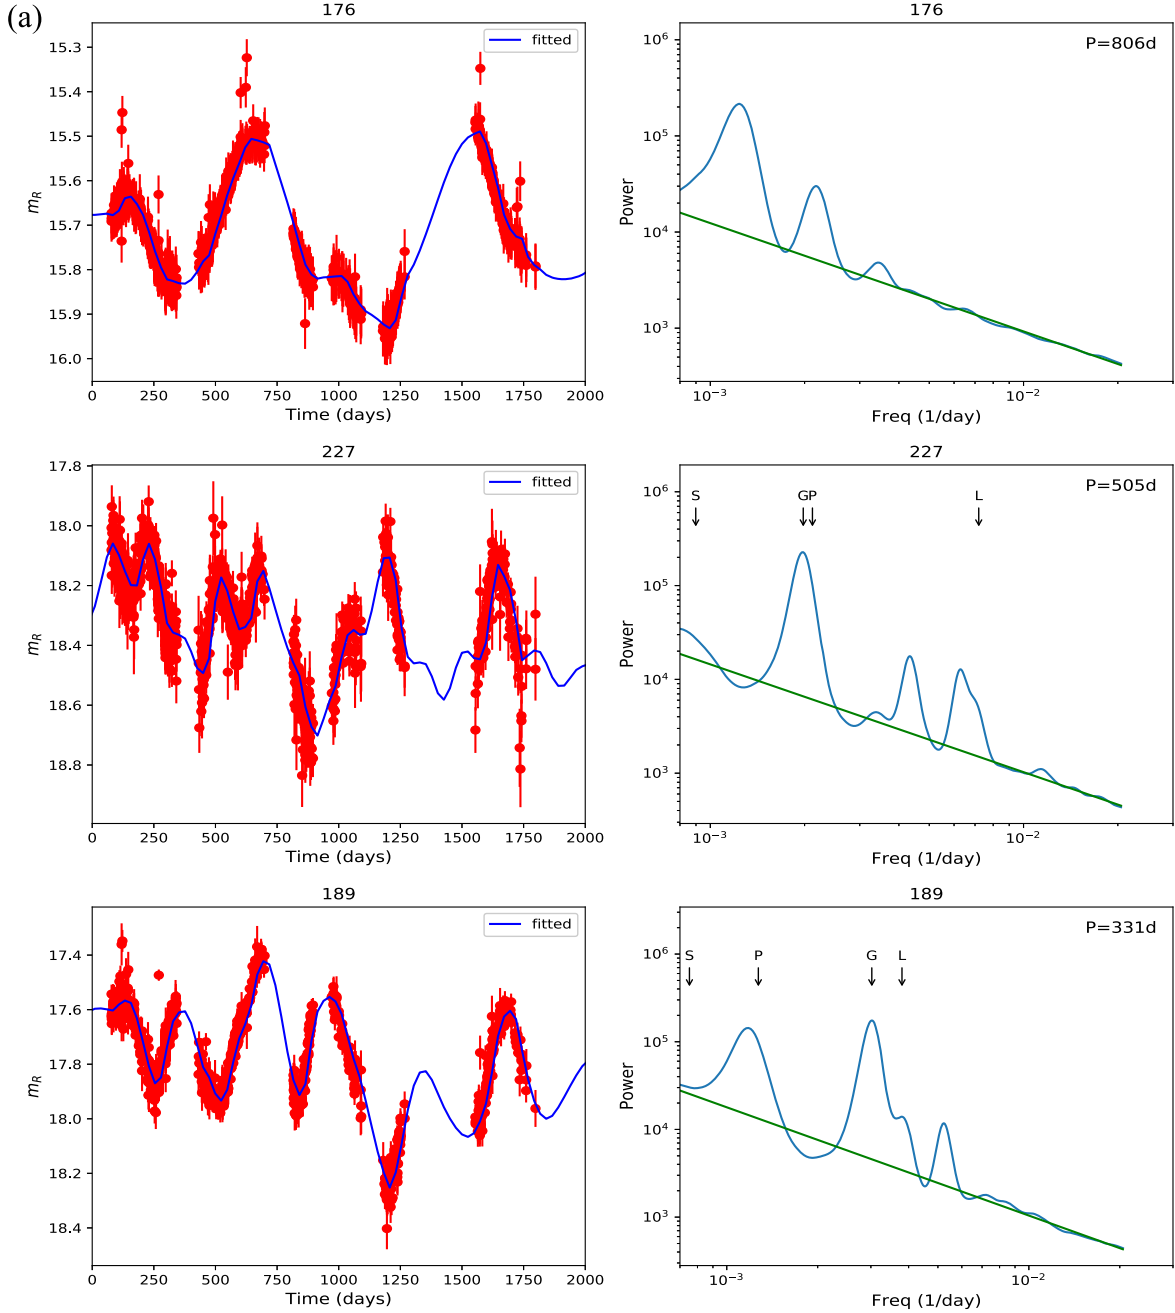 (a)
176
176
15.3
15.4
15.5
15.6
15.7
15.8
15.9
16.0
m_R
fitted
0 250 500 750 1000 1250 1500 1750 2000
Time (days)
10^6
10^5
10^4
10^3
Power
P=806d
10^-3 10^-2
Freq (1/day)
227
227
17.8
18.0
18.2
18.4
18.6
18.8
m_R
fitted
0 250 500 750 1000 1250 1500 1750 2000
Time (days)
10^6
10^5
10^4
10^3
Power
P=505d
S G P L
10^-3 10^-2
Freq (1/day)
189
189
17.4
17.6
17.8
18.0
18.2
18.4
m_R
fitted
0 250 500 750 1000 1250 1500 1750 2000
Time (days)
10^6
10^5
10^4
10^3
Power
P=331d
S P G L
10^-3 10^-2
Freq (1/day)